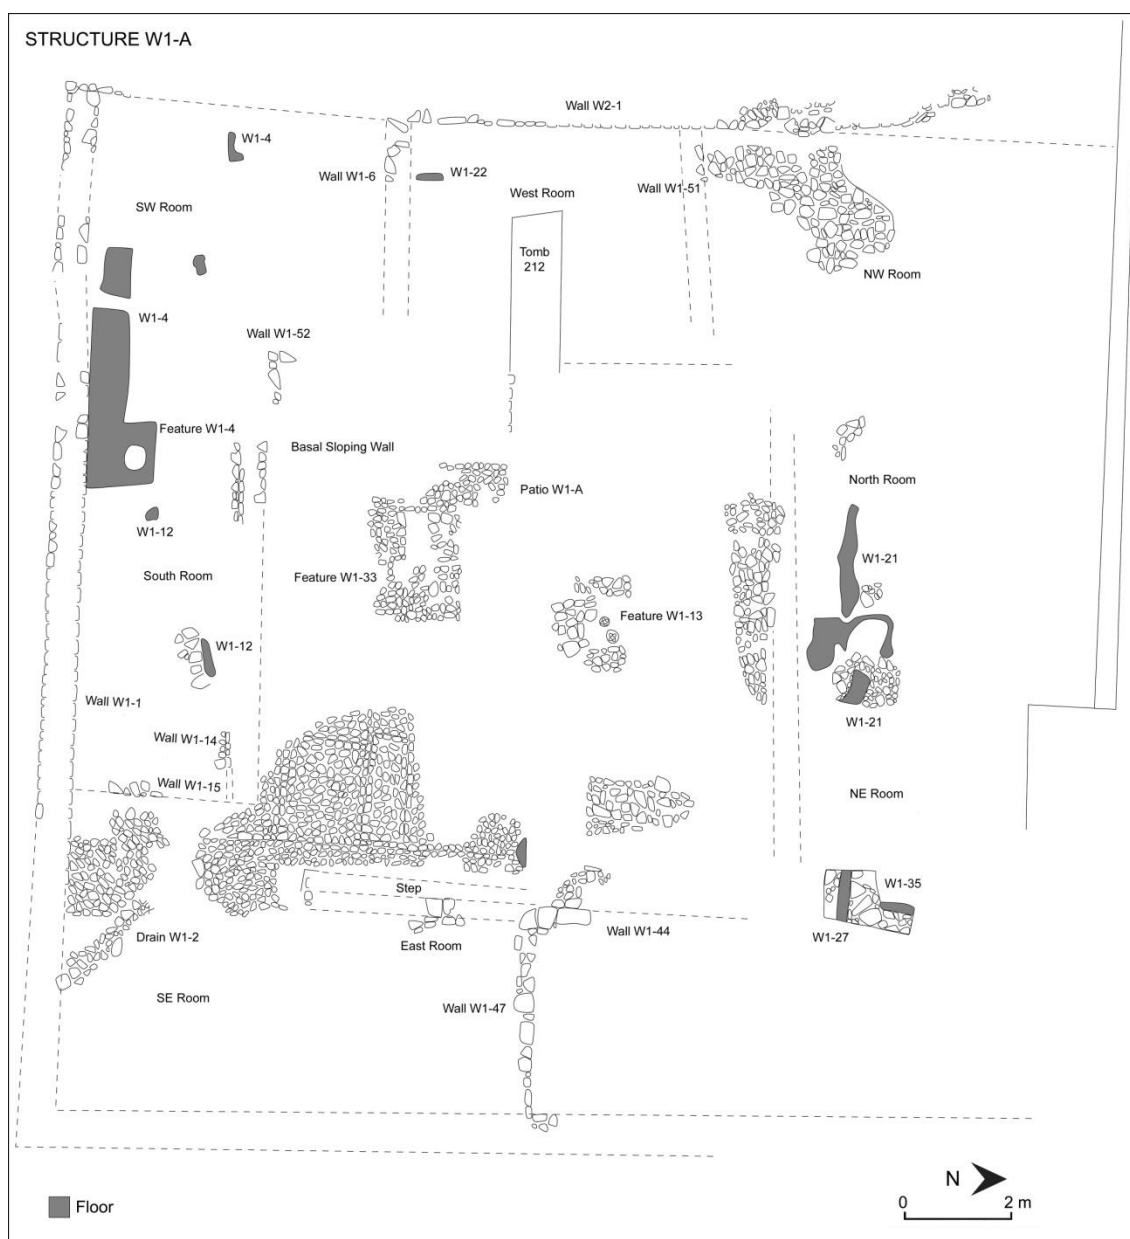 STRUCTURE W1-A
Wall W2-1
W1-4
Wall W1-6
W1-22
West Room
Wall W1-51
SW Room
Tomb
212
NW Room
W1-4
Wall W1-52
Feature W1-4
Basal Sloping Wall
North Room
Patio W1-A
W1-12
W1-21
South Room
Feature W1-33
Feature W1-13
W1-12
Wall W1-1
W1-21
Wall W1-14
Wall W1-15
NE Room
Step
W1-35
Drain W1-2
East Room
Wall W1-44
W1-27
SE Room
Wall W1-47
N
Floor
0 2 m